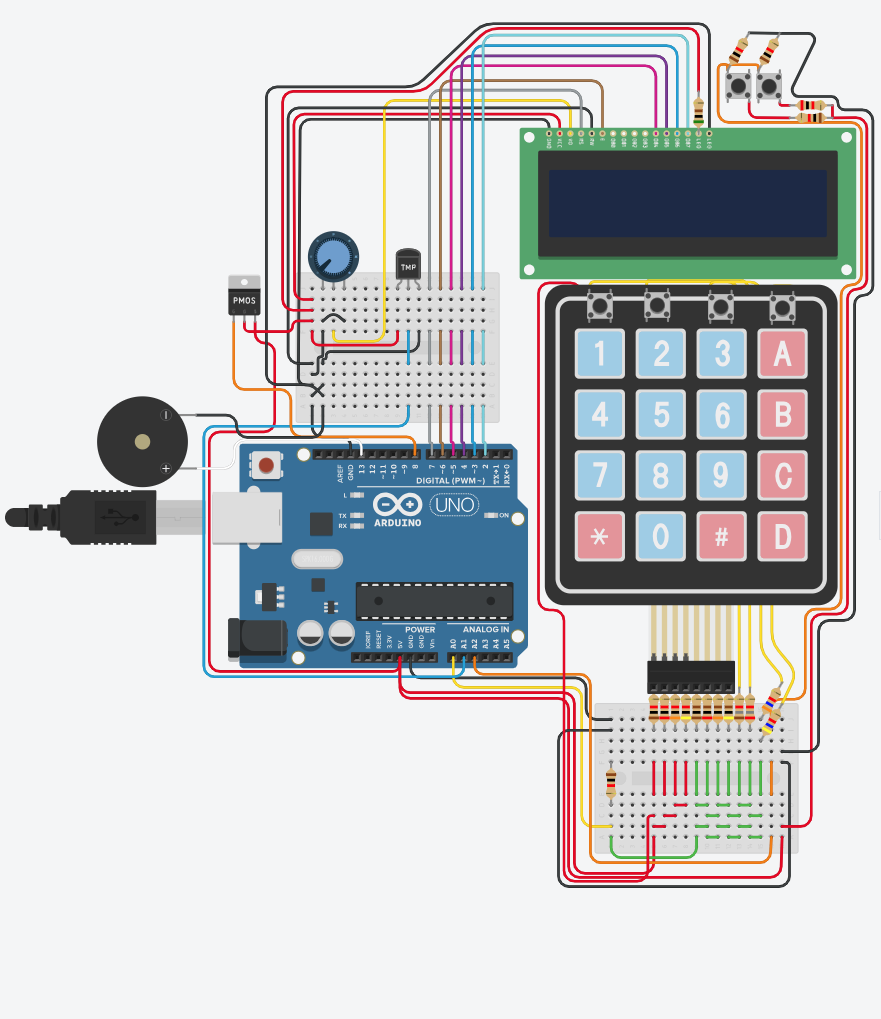 TMP
PMOS
1 2 3 A
4 5 6 B
7 8 9 C
* 0 # D
AREF
GND
13
12
~11
~10
~9
8
7
~6
~5
4
~3
2
TX→1
RX←0
DIGITAL (PWM~)
L
TX
RX
ARDUINO
UNO
ON
POWER
ANALOG IN
IOREF
RESET
3.3V
5V
GND
GND
Vin
A0
A1
A2
A3
A4
A5